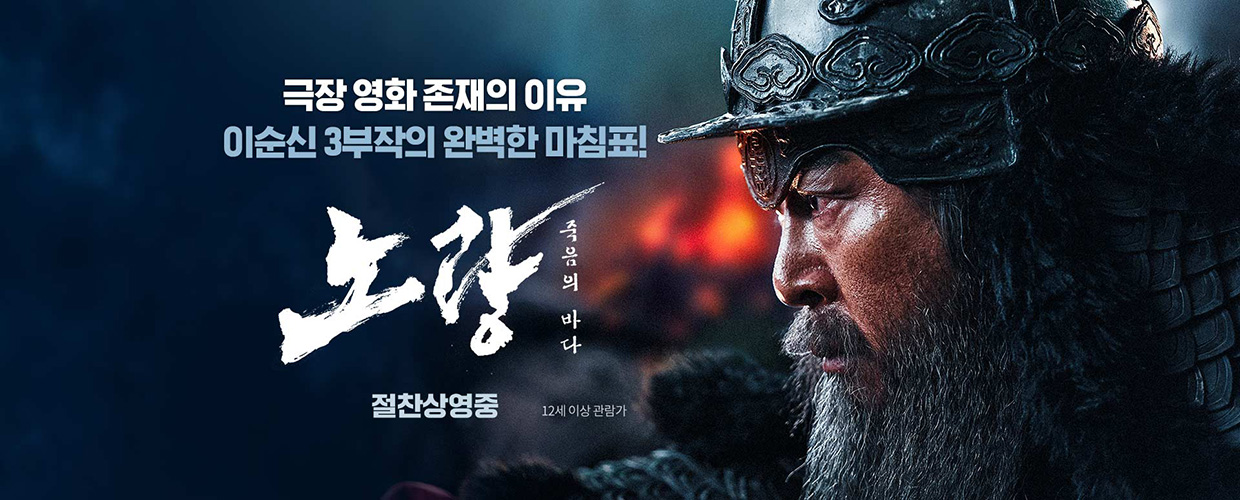 극장 영화 존재의 이유
이순신 3부작의 완벽한 마침표!
노량
죽음의 바다
절찬상영중
12세 이상 관람가